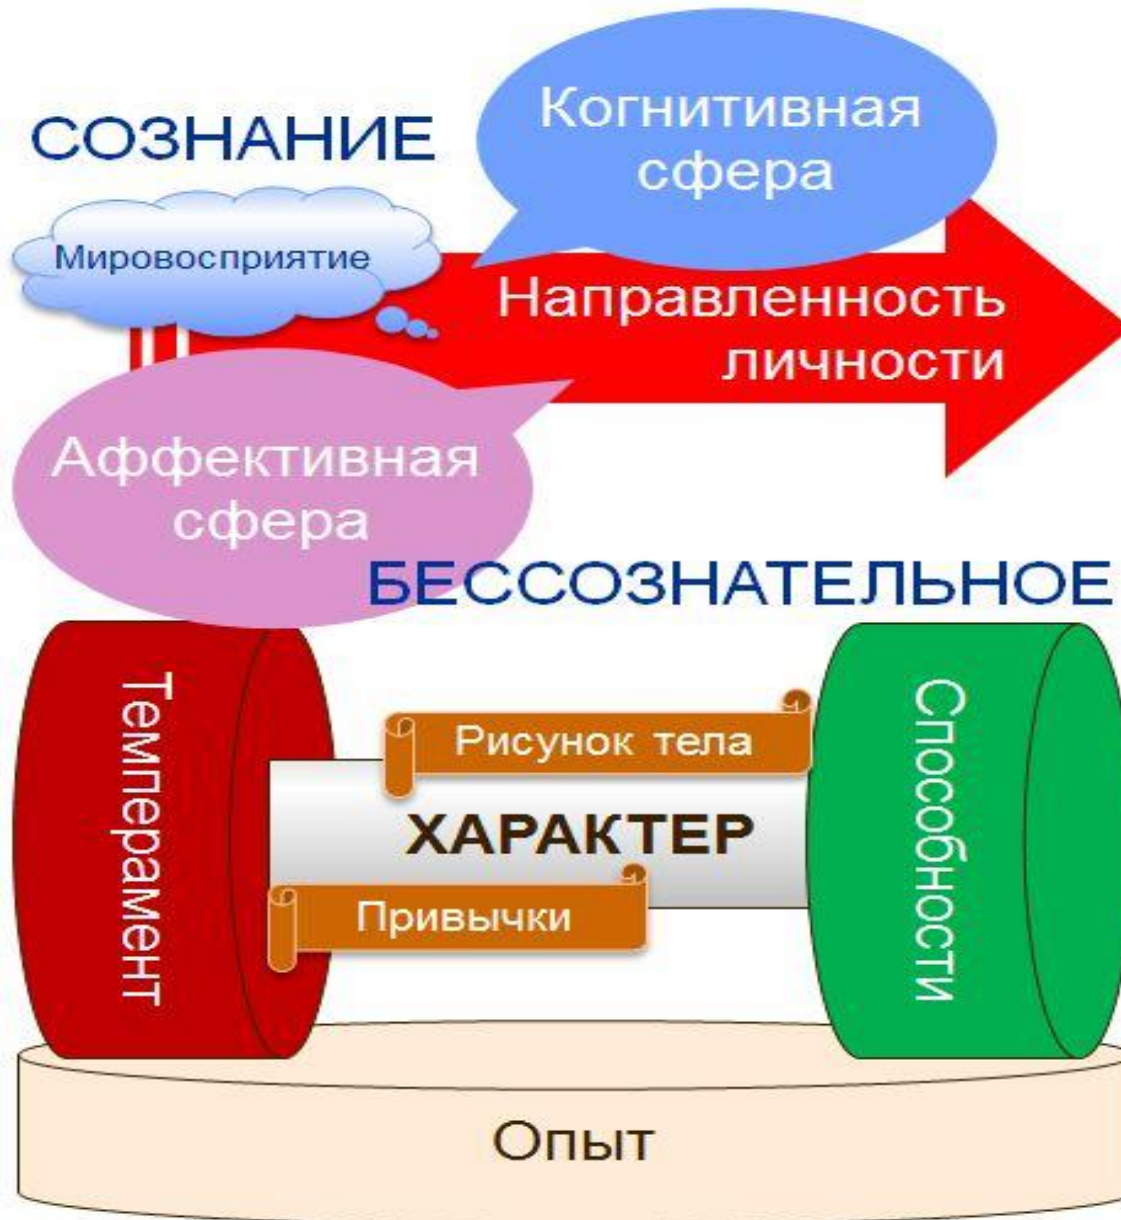 Когнитивная
сфера
СОЗНАНИЕ
Мировосприятие
Направленность
личности
Аффективная
сфера
БЕССОЗНАТЕЛЬНОЕ
Темперамент
Рисунок тела
ХАРАКТЕР
Привычки
Способности
Опыт